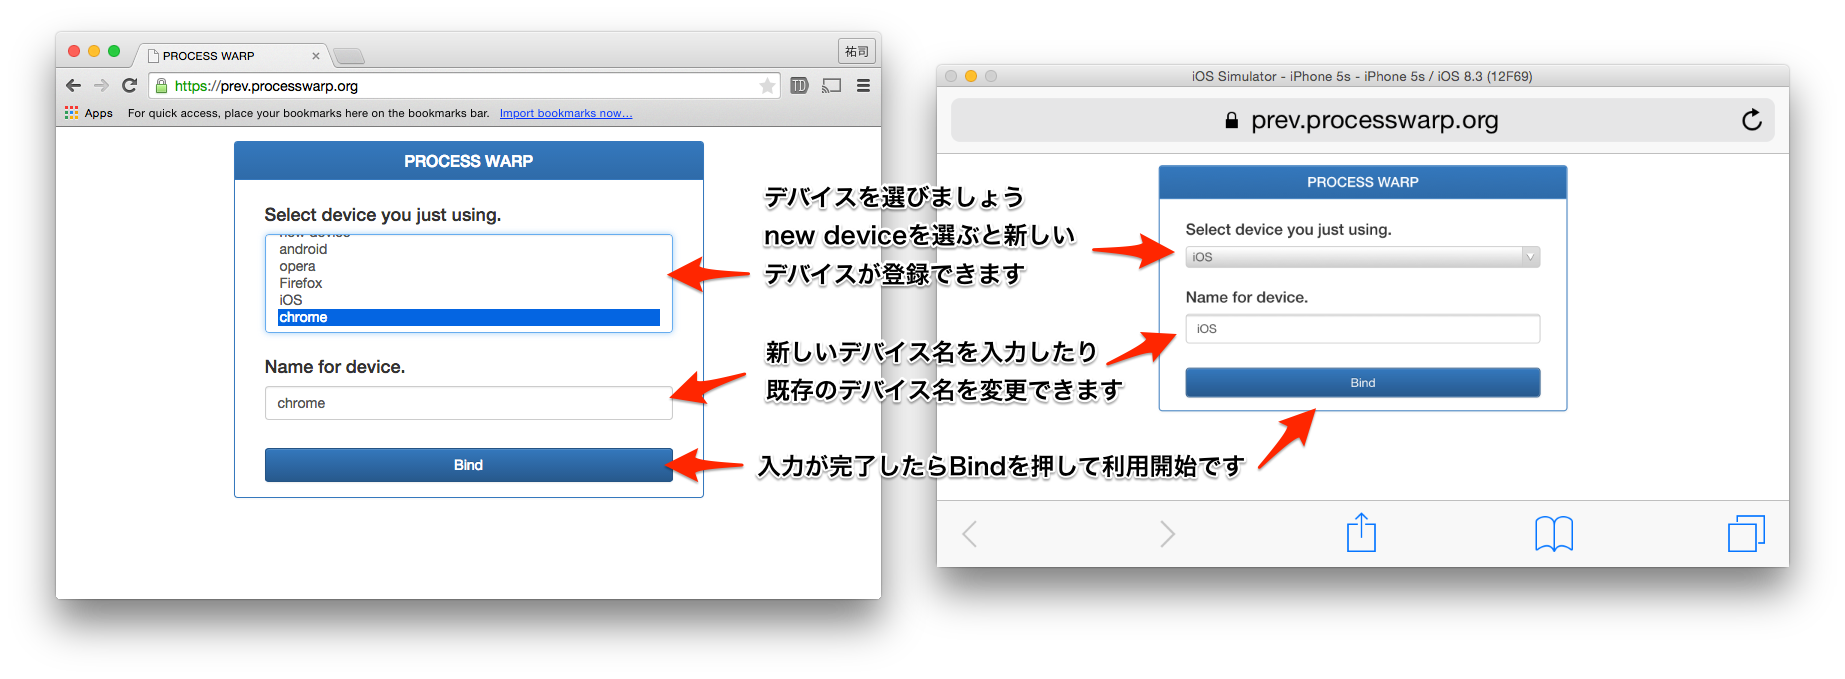 PROCESS WARP
祐司
https://prev.processwarp.org
TD
Apps For quick access, place your bookmarks here on the bookmarks bar. Import bookmarks now...
PROCESS WARP
Select device you just using.
new device
android
opera
Firefox
iOS
chrome
Name for device.
chrome
Bind
デバイスを選びましょう
new deviceを選ぶと新しい
デバイスが登録できます
新しいデバイス名を入力したり
既存のデバイス名を変更できます
入力が完了したらBindを押して利用開始です
iOS Simulator - iPhone 5s - iPhone 5s / iOS 8.3 (12F69)
prev.processwarp.org
PROCESS WARP
Select device you just using.
iOS
Name for device.
iOS
Bind